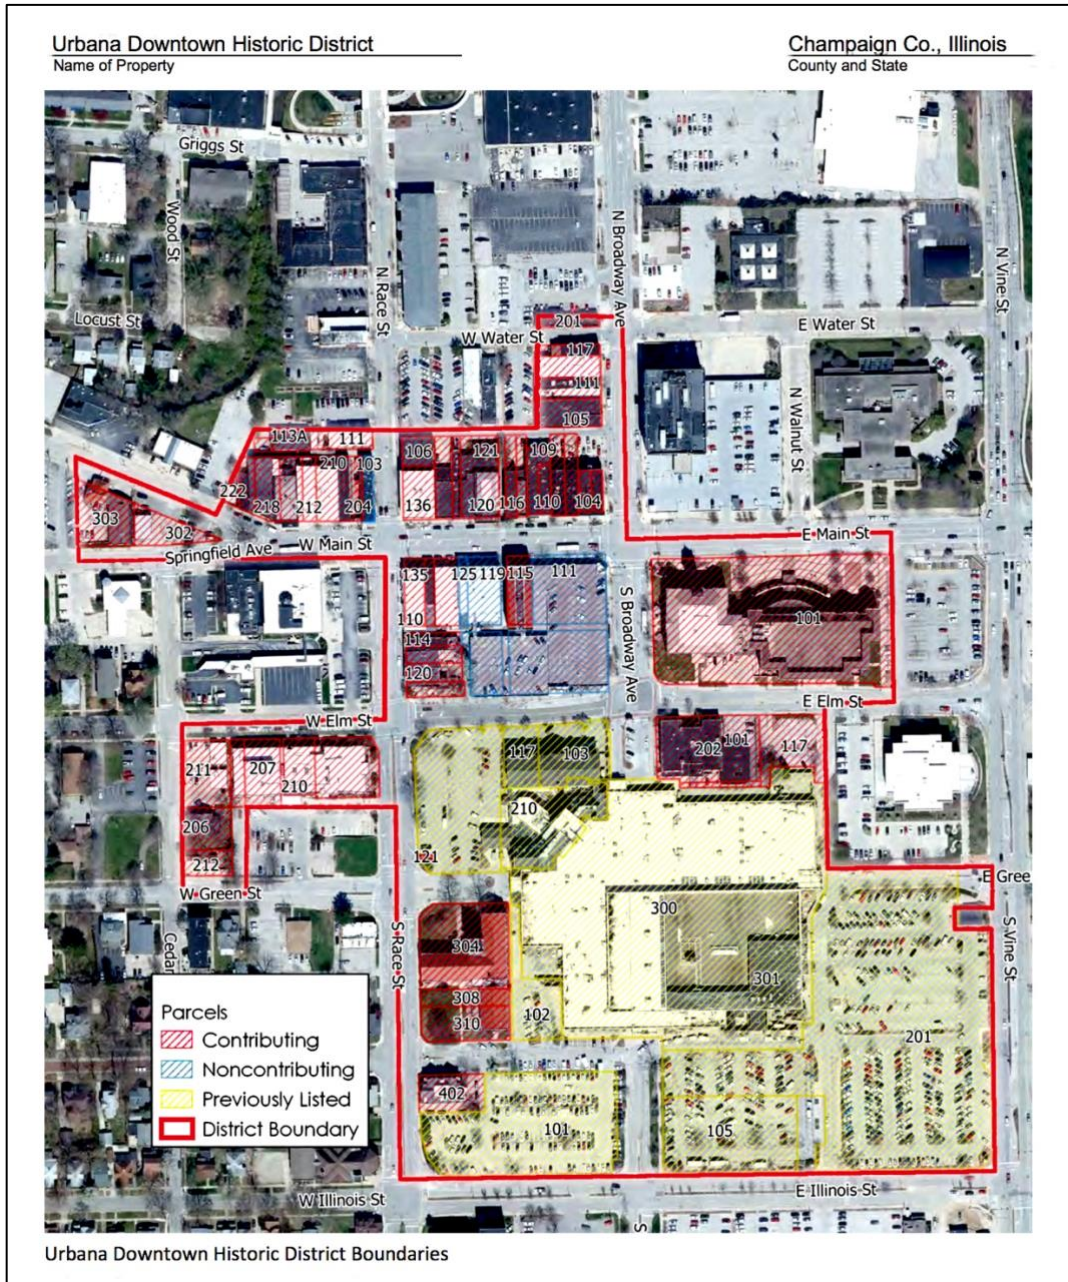 Urbana Downtown Historic District
Champaign Co., Illinois
Name of Property
County and State
Griggs St
Wood St
N Race St
N Broadway Ave
N Vine St
Locust St
201
E Water St
W Water St
117
111
N Walnut St
105
113A
111
106
121
109
210
103
222
218
212
204
136
120
116
110
104
303
302
Springfield Ave
W Main St
E Main St
135
125
119
115
111
110
101
114
120
S Broadway Ave
W Elm St
E Elm St
211
207
210
117
103
202
101
117
206
210
212
121
W Green St
E Gree
300
S Vine St
Cedar
S Race St
304
301
308
310
102
201
402
101
105
Parcels
Contributing
Noncontributing
Previously Listed
District Boundary
W Illinois St
E Illinois St
S
Urbana Downtown Historic District Boundaries